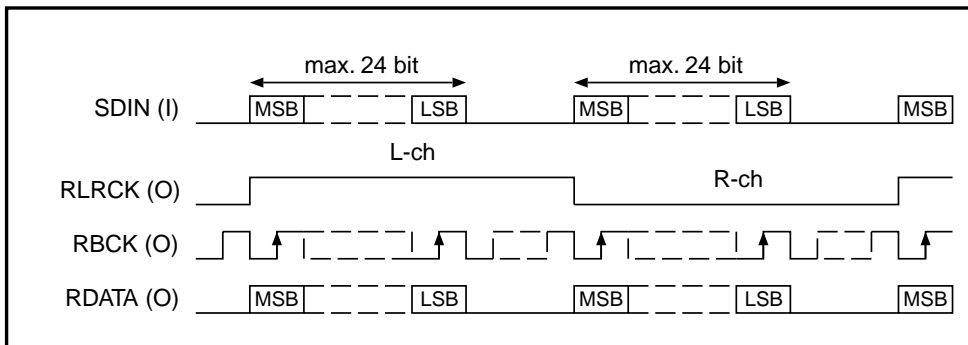 max. 24 bit max. 24 bit
SDIN (I) MSB LSB MSB LSB MSB
L-ch
R-ch
RLRCK (O)
RBCK (O)
RDATA (O) MSB LSB MSB LSB MSB